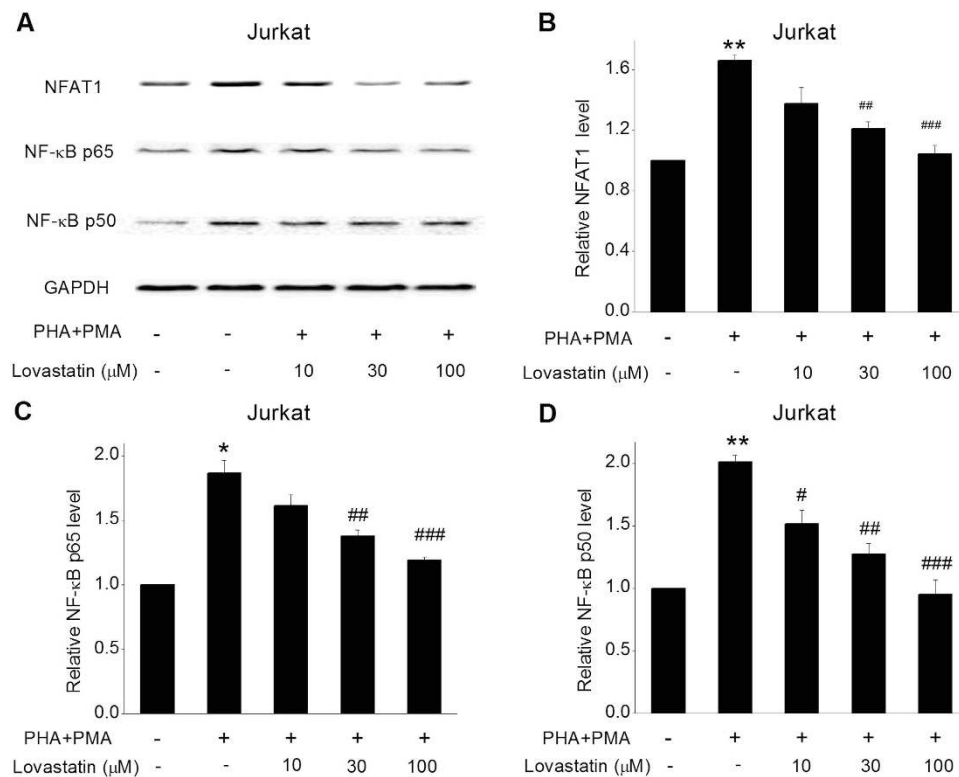 A
Jurkat
NFAT1
NF-κB p65
NF-κB p50
GAPDH
PHA+PMA - - + + +
Lovastatin (μM) - - 10 30 100
B
Jurkat
Relative NFAT1 level
1.6
1.2
0.8
0.4
0.0
**
##
###
PHA+PMA - + + + +
Lovastatin (μM) - - 10 30 100
C
Jurkat
Relative NF-κB p65 level
2.0
1.5
1.0
0.5
0.0
*
##
###
PHA+PMA - + + + +
Lovastatin (μM) - - 10 30 100
D
Jurkat
Relative NF-κB p50 level
2.0
1.5
1.0
0.5
0.0
**
#
##
###
PHA+PMA - + + + +
Lovastatin (μM) - - 10 30 100